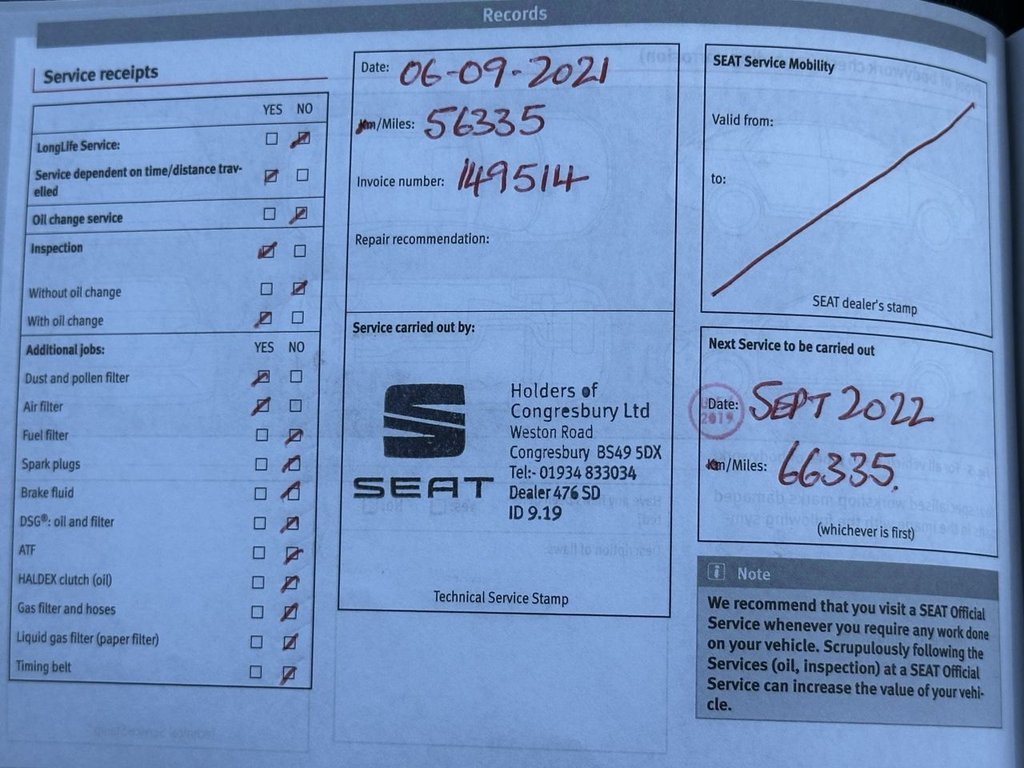 Records
Service receipts
YES NO
LongLife Service:
Service dependent on time/distance trav-
elled
Oil change service
Inspection
Without oil change
With oil change
Additional jobs: YES NO
Dust and pollen filter
Air filter
Fuel filter
Spark plugs
Brake fluid
DSG®: oil and filter
ATF
HALDEX clutch (oil)
Gas filter and hoses
Liquid gas filter (paper filter)
Timing belt
Date: 06-09-2021
Km/Miles: 56335
Invoice number: 149514
Repair recommendation:
Service carried out by:
SEAT
Holders of
Congresbury Ltd
Weston Road
Congresbury BS49 5DX
Tel:- 01934 833034
Dealer 476 SD
ID 9.19
Technical Service Stamp
SEAT Service Mobility
Valid from:
to:
SEAT dealer's stamp
Next Service to be carried out
Date: SEPT 2022
2019
Km/Miles: 66335.
(whichever is first)
i Note
We recommend that you visit a SEAT Official
Service whenever you require any work done
on your vehicle. Scrupulously following the
Services (oil, inspection) at a SEAT Official
Service can increase the value of your vehi-
cle.